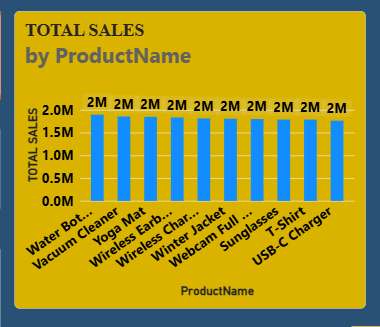 TOTAL SALES
by ProductName
2M 2M 2M 2M 2M 2M 2M 2M 2M 2M
TOTAL SALES
2.0M
1.5M
1.0M
0.5M
0.0M
Water Bot...
Vacuum Cleaner
Yoga Mat
Wireless Earb...
Wireless Char...
Winter Jacket
Webcam Full ...
Sunglasses
T-Shirt
USB-C Charger
ProductName